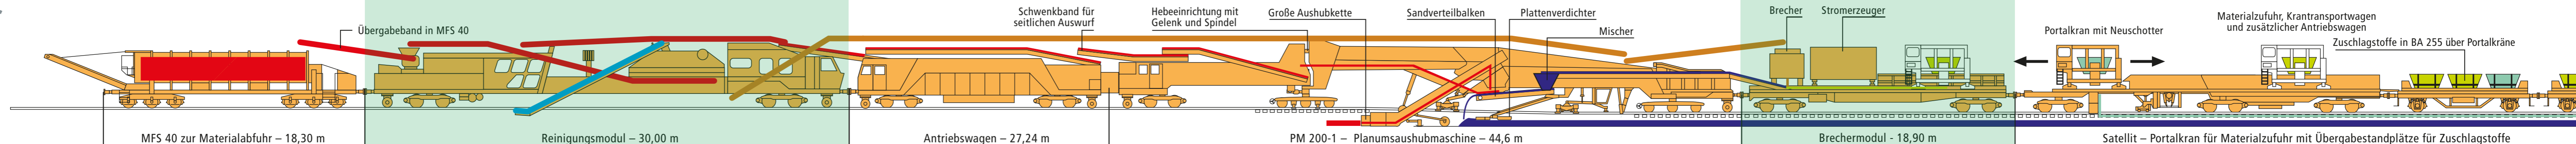 Übergabeband in MFS 40
Schwenkband für
seitlichen Auswurf
Hebeeinrichtung mit
Gelenk und Spindel
Große Aushubkette
Sandverteilbalken
Plattenverdichter
Mischer
Brecher
Stromerzeuger
Portalkran mit Neuschotter
Materialzufuhr, Krantransportwagen
und zusätzlicher Antriebswagen
Zuschlagstoffe in BA 255 über Portalkräne
MFS 40 zur Materialabfuhr – 18,30 m
Reinigungsmodul – 30,00 m
Antriebswagen – 27,24 m
PM 200-1 – Planumsaushubmaschine – 44,6 m
Brechermodul - 18,90 m
Satellit – Portalkran für Materialzufuhr mit Übergabestandplätze für Zuschlagstoffe